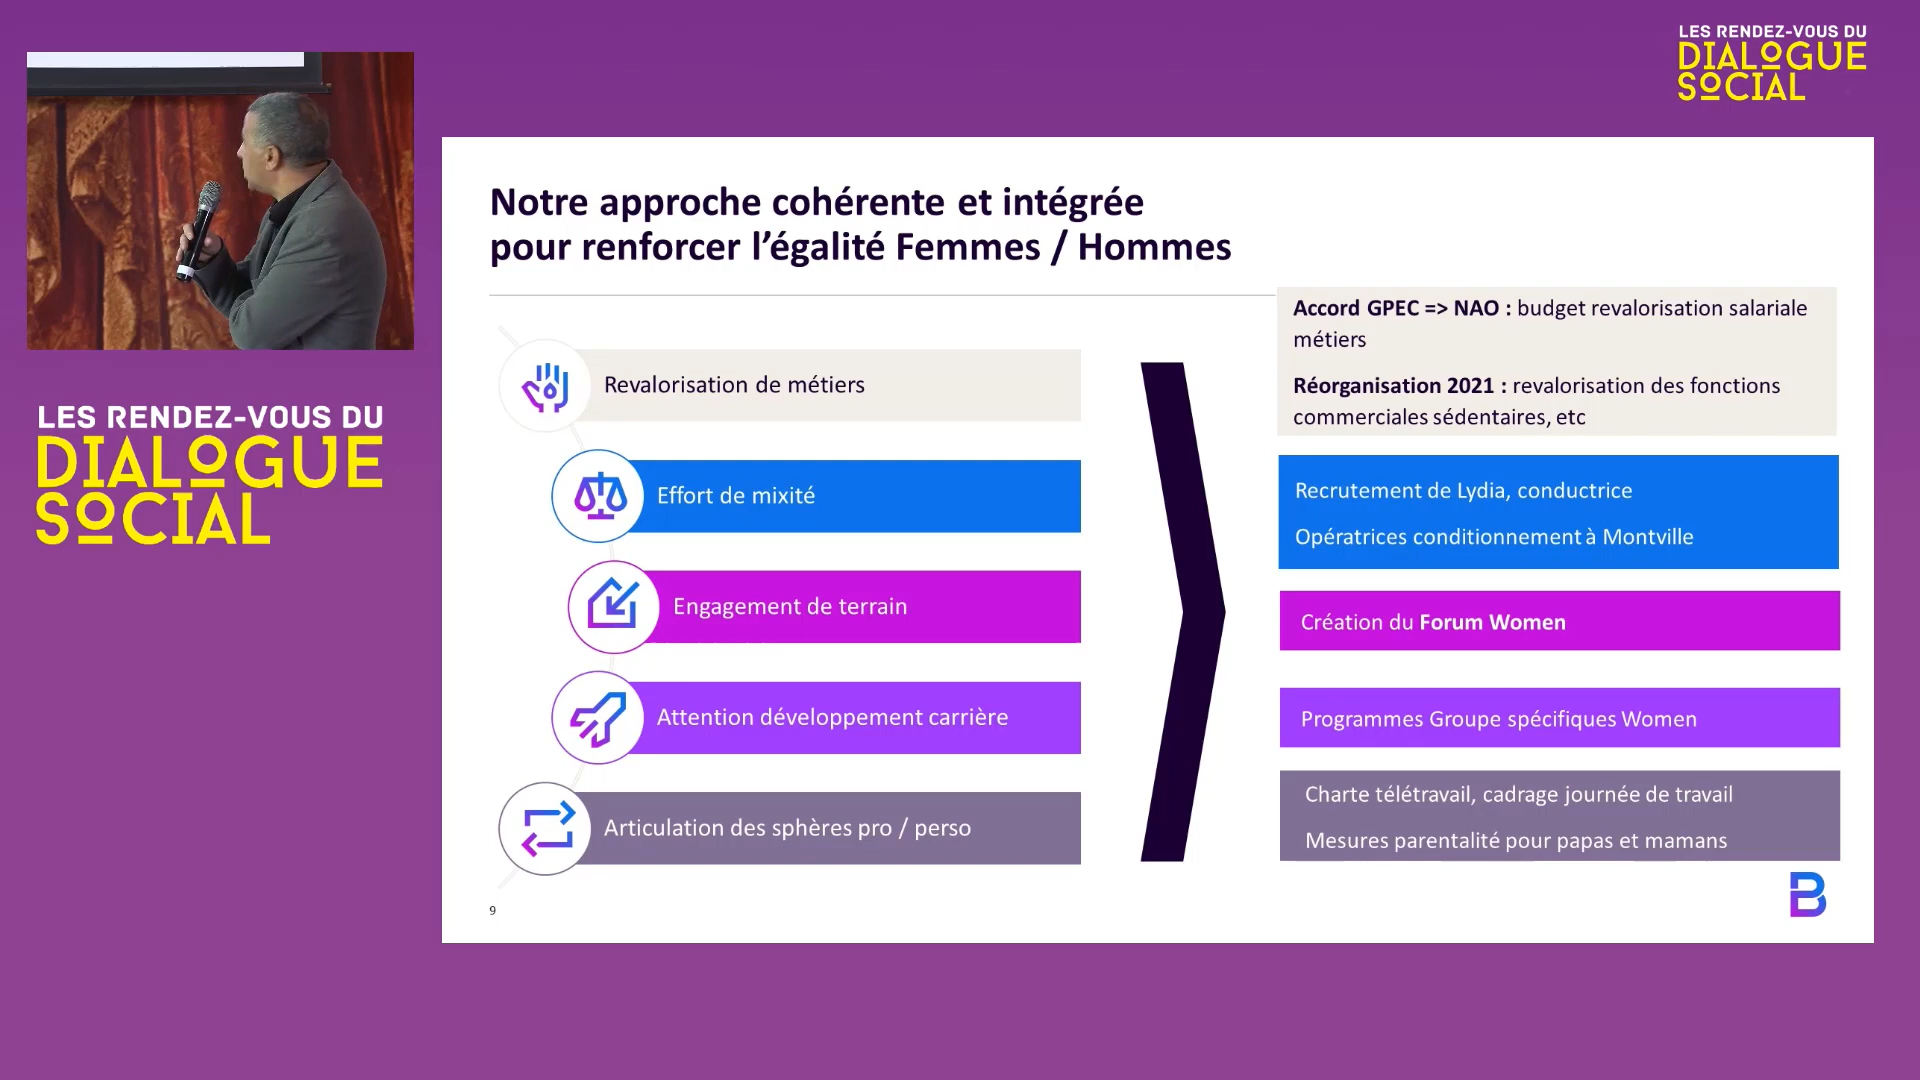 LES RENDEZ-VOUS DU
DIALOGUE
SOCIAL
LES RENDEZ-VOUS DU
DIALOGUE
SOCIAL
Notre approche cohérente et intégrée
pour renforcer l’égalité Femmes / Hommes
Revalorisation de métiers
Effort de mixité
Engagement de terrain
Attention développement carrière
Articulation des sphères pro / perso
Accord GPEC => NAO : budget revalorisation salariale
métiers
Réorganisation 2021 : revalorisation des fonctions
commerciales sédentaires, etc
Recrutement de Lydia, conductrice
Opératrices conditionnement à Montville
Création du Forum Women
Programmes Groupe spécifiques Women
Charte télétravail, cadrage journée de travail
Mesures parentalité pour papas et mamans
9
B